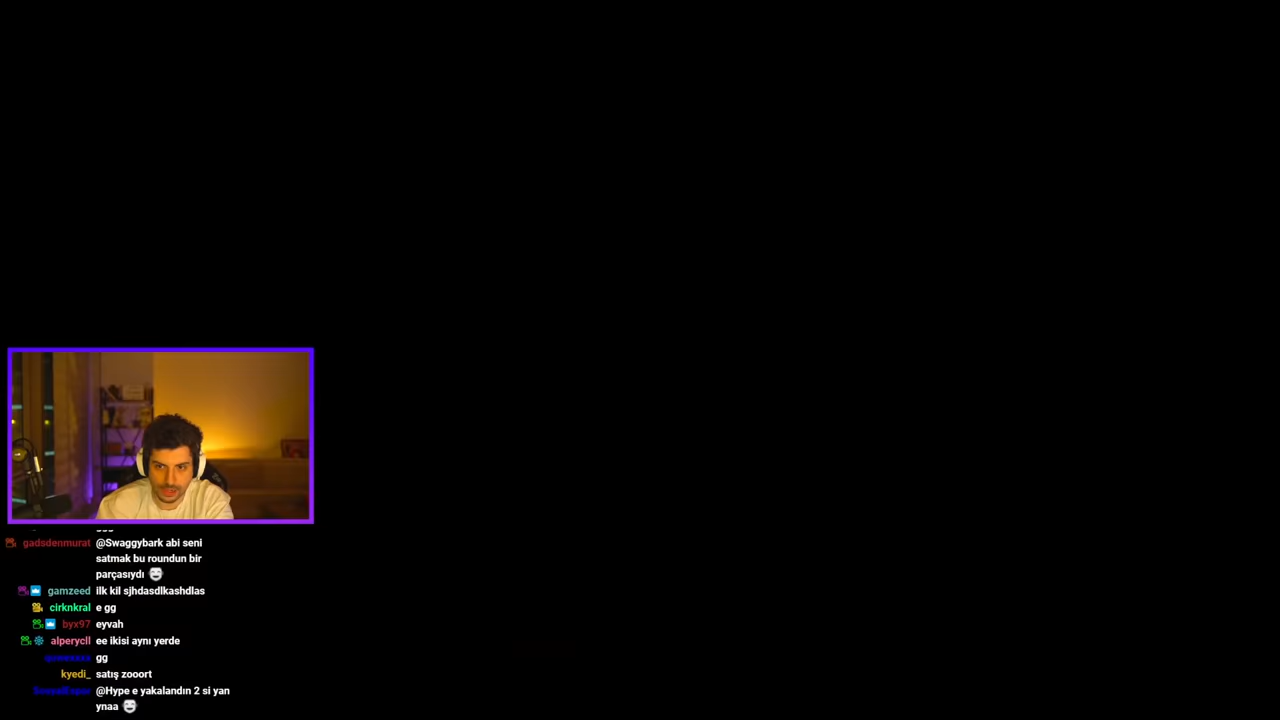 gadsdenmurat @Swaggybark abi seni
satmak bu roundun bir
parçasıydı
gamzeed ilk kil sjhdasdlkashdlas
cirknkral e gg
byx97 eyvah
alperycll ee ikisi aynı yerde
gg
kyedi_ satış zooort
@Hype e yakalandın 2 si yan
ynaa